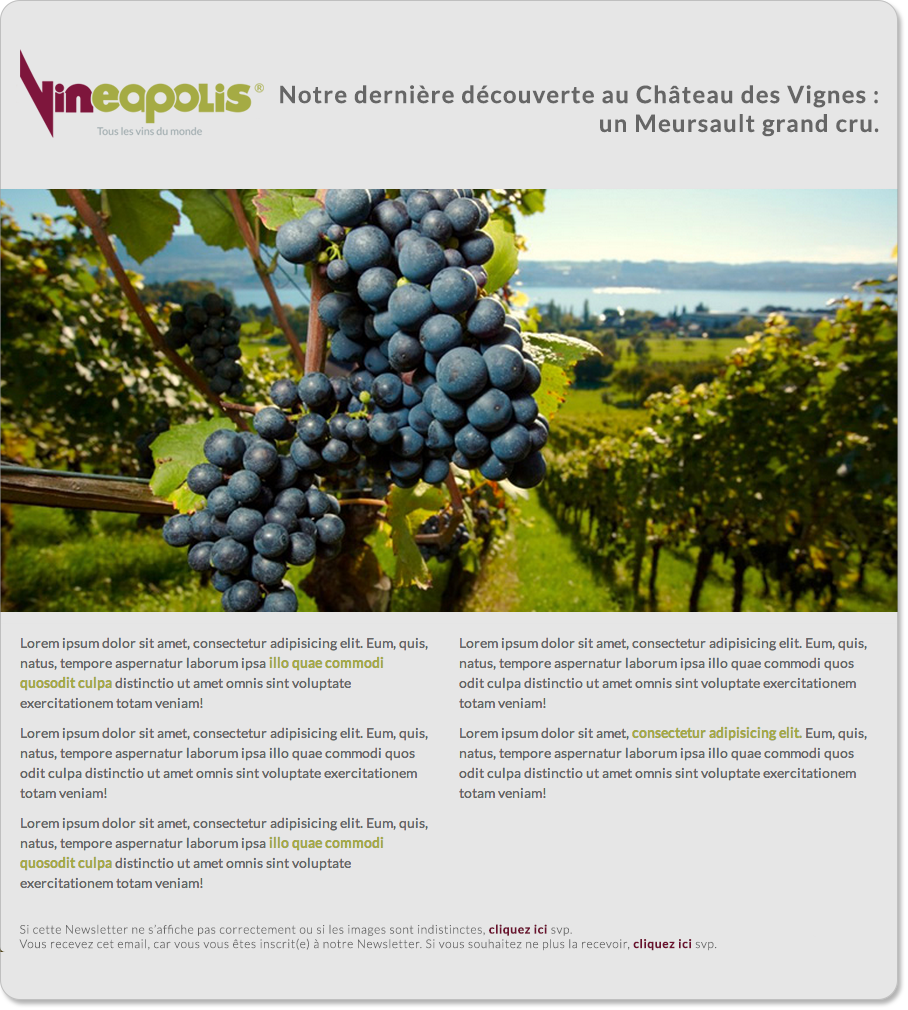 Vineapolis®
Tous les vins du monde
Notre dernière découverte au Château des Vignes :
un Meursault grand cru.
Lorem ipsum dolor sit amet, consectetur adipisicing elit. Eum, quis,
natus, tempore aspernatur laborum ipsa illo quae commodi
quosodit culpa distinctio ut amet omnis sint voluptate
exercitationem totam veniam!
Lorem ipsum dolor sit amet, consectetur adipisicing elit. Eum, quis,
natus, tempore aspernatur laborum ipsa illo quae commodi quos
odit culpa distinctio ut amet omnis sint voluptate exercitationem
totam veniam!
Lorem ipsum dolor sit amet, consectetur adipisicing elit. Eum, quis,
natus, tempore aspernatur laborum ipsa illo quae commodi
quosodit culpa distinctio ut amet omnis sint voluptate
exercitationem totam veniam!
Lorem ipsum dolor sit amet, consectetur adipisicing elit. Eum, quis,
natus, tempore aspernatur laborum ipsa illo quae commodi quos
odit culpa distinctio ut amet omnis sint voluptate exercitationem
totam veniam!
Lorem ipsum dolor sit amet, consectetur adipisicing elit. Eum, quis,
natus, tempore aspernatur laborum ipsa illo quae commodi quos
odit culpa distinctio ut amet omnis sint voluptate exercitationem
totam veniam!
Si cette Newsletter ne s'affiche pas correctement ou si les images sont indistinctes, cliquez ici svp.
Vous recevez cet email, car vous vous êtes inscrit(e) à notre Newsletter. Si vous souhaitez ne plus la recevoir, cliquez ici svp.